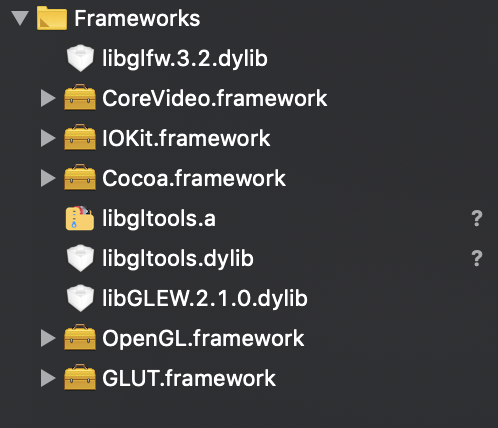 Frameworks
libglfw.3.2.dylib
CoreVideo.framework
IOKit.framework
Cocoa.framework
libgltools.a ?
libgltools.dylib ?
libGLEW.2.1.0.dylib
OpenGL.framework
GLUT.framework